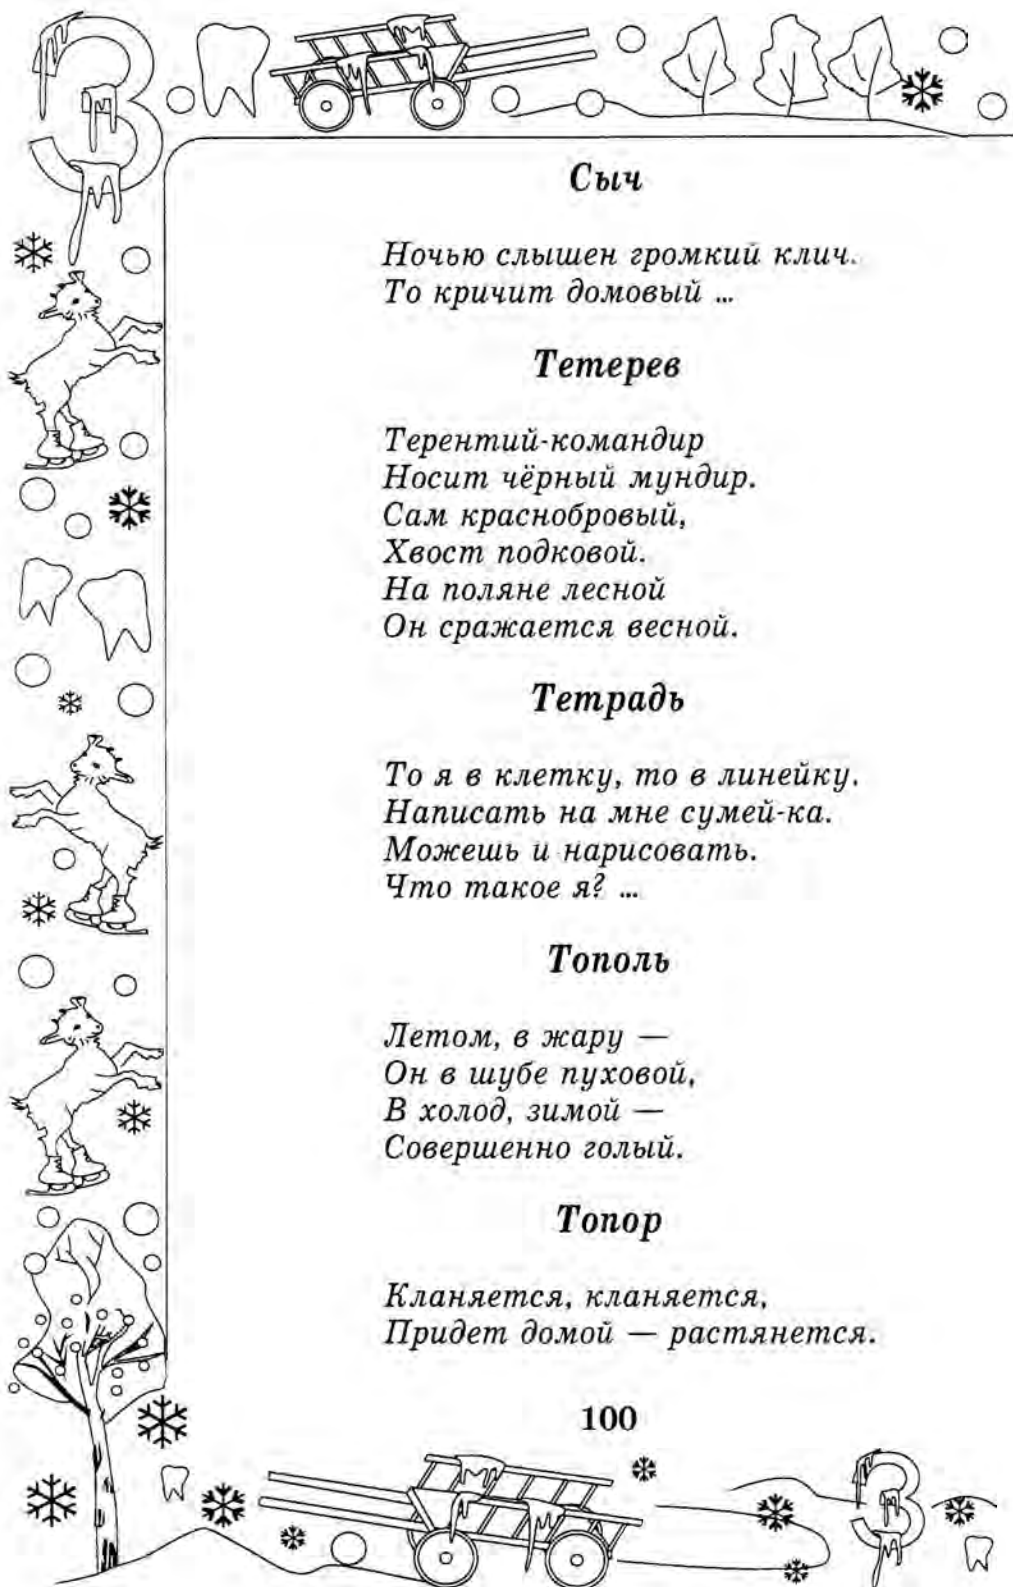 Сыч
Ночью слышен громкий клич.
То кричит домовый ...
Тетерев
Терентий-командир
Носит чёрный мундир.
Сам краснобровый,
Хвост подковой.
На поляне лесной
Он сражается весной.
Тетрадь
То я в клетку, то в линейку.
Написать на мне сумей-ка.
Можешь и нарисовать.
Что такое я? ...
Тополь
Летом, в жару —
Он в шубе пуховой,
В холод, зимой —
Совершенно голый.
Топор
Кланяется, кланяется,
Придет домой — растянется.
100